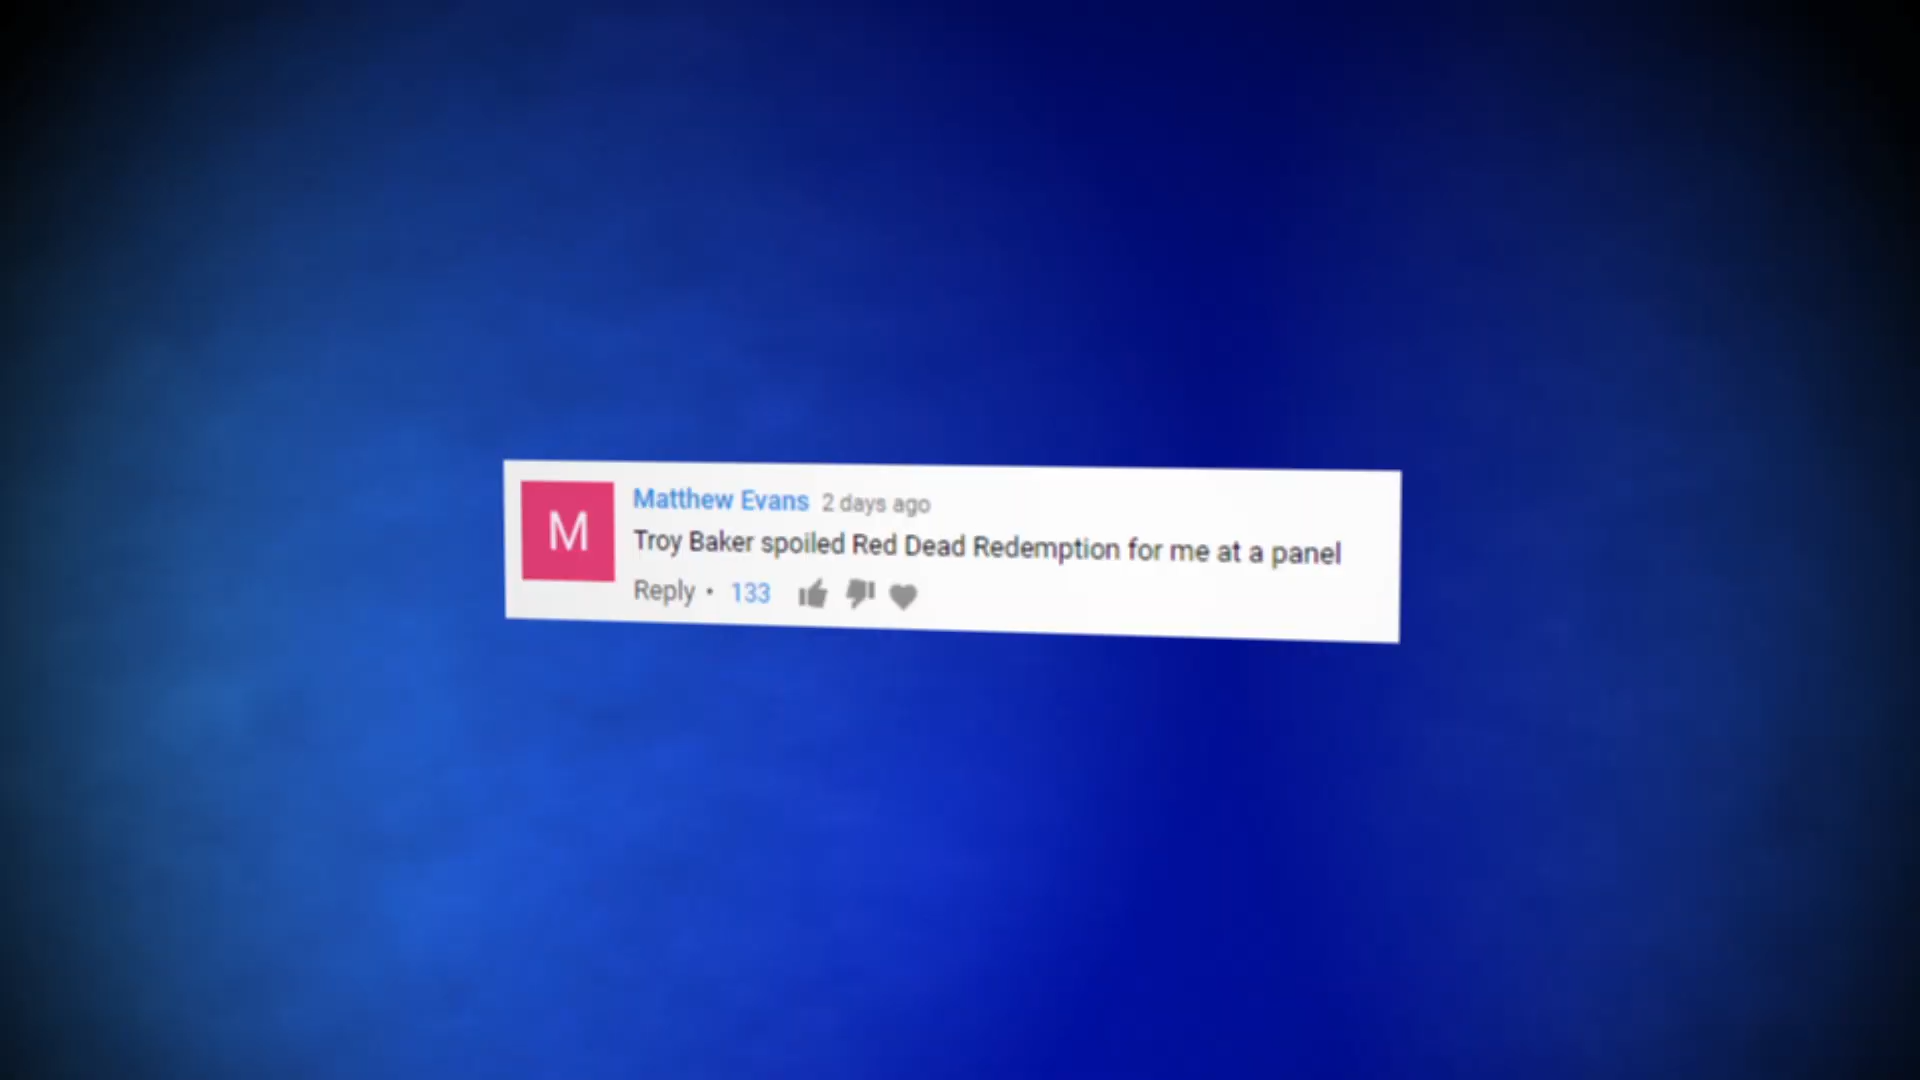 M
Matthew Evans 2 days ago
Troy Baker spoiled Red Dead Redemption for me at a panel
Reply • 133